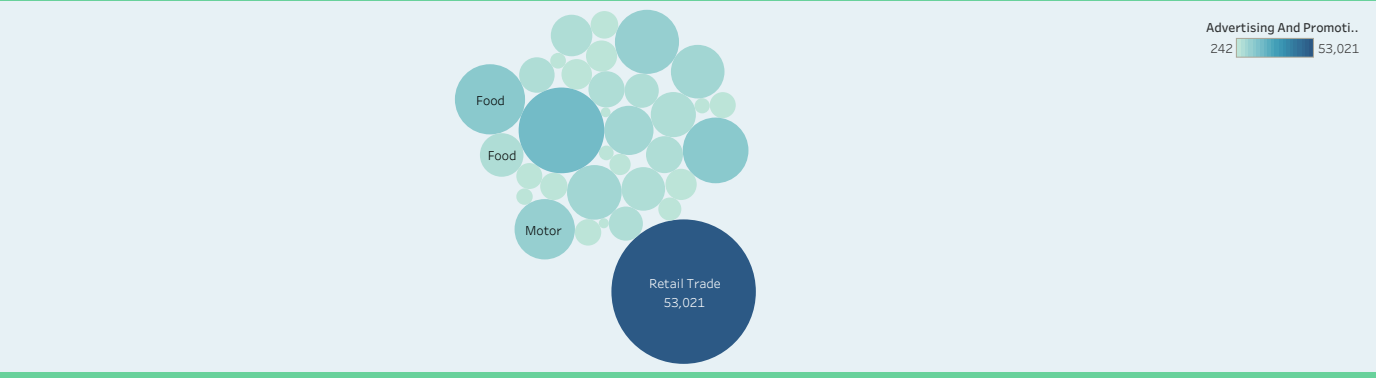 Advertising And Promoti..
242 53,021
Food
Food
Motor
Retail Trade
53,021